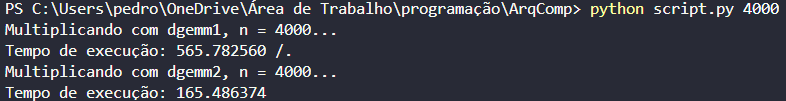 PS C:\Users\pedro\OneDrive\Área de Trabalho\programação\ArqComp> python script.py 4000
Multiplicando com dgemm1, n = 4000...
Tempo de execução: 565.782560 /.
Multiplicando com dgemm2, n = 4000...
Tempo de execução: 165.486374